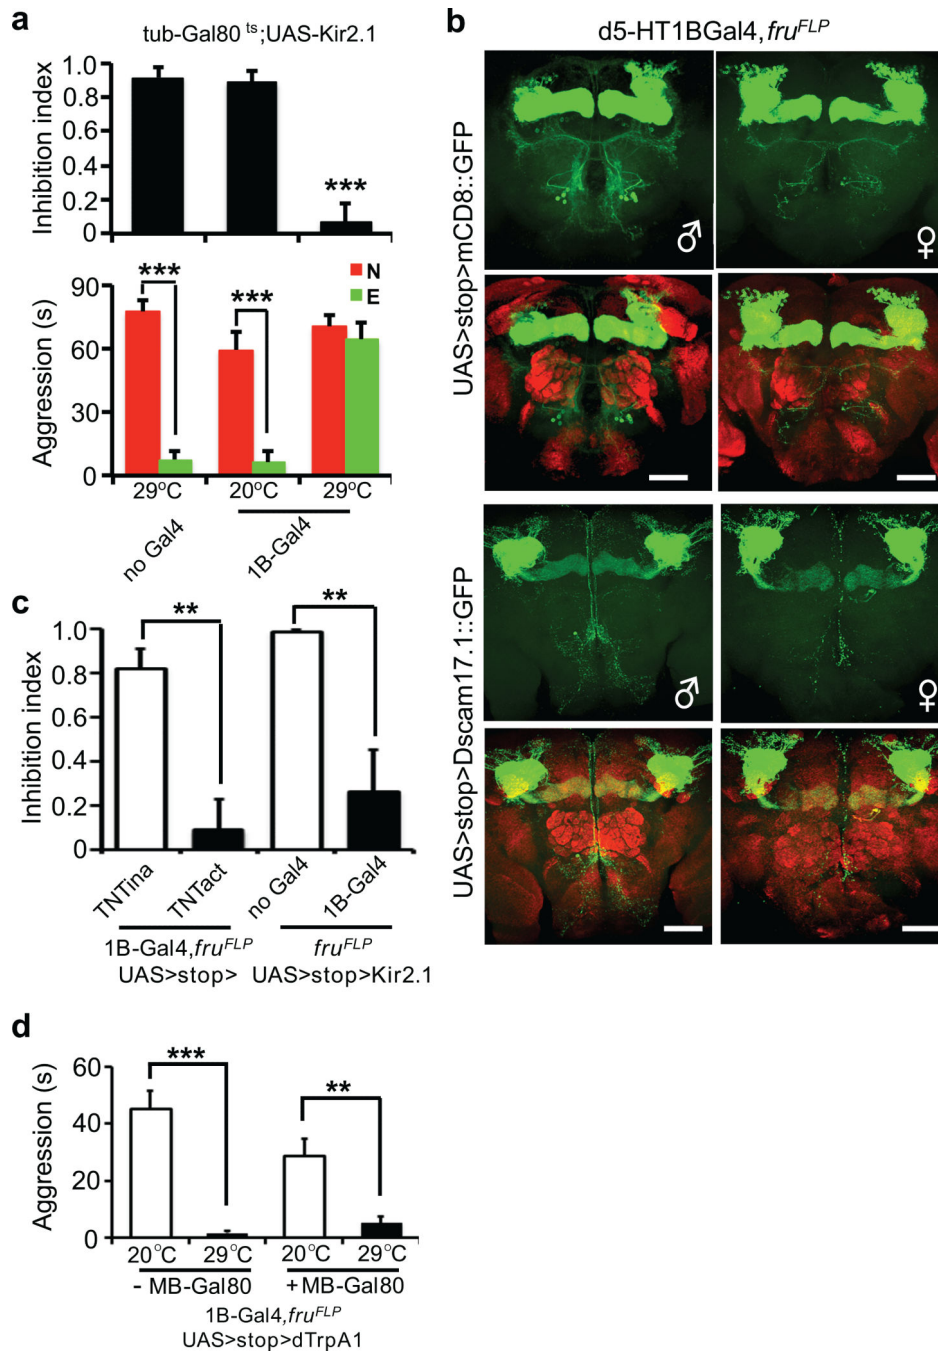 a
tub-Gal80 ts;UAS-Kir2.1
Inhibition index
1.0
0.8
0.6
0.4
0.2
0
***
Aggression (s)
90
60
30
0
***
***
N
E
29°C
20°C
29°C
no Gal4
1B-Gal4
b
d5-HT1BGal4,fruFLP
UAS>stop>mCD8::GFP
♂
♀
UAS>stop>Dscam17.1::GFP
♂
♀
c
Inhibition index
1.0
0.8
0.6
0.4
0.2
0
**
**
TNTina
TNTact
no Gal4
1B-Gal4
1B-Gal4,fruFLP
UAS>stop>
fruFLP
UAS>stop>Kir2.1
d
Aggression (s)
60
40
20
0
***
**
20°C
29°C
20°C
29°C
- MB-Gal80
+MB-Gal80
1B-Gal4,fruFLP
UAS>stop>dTrpA1